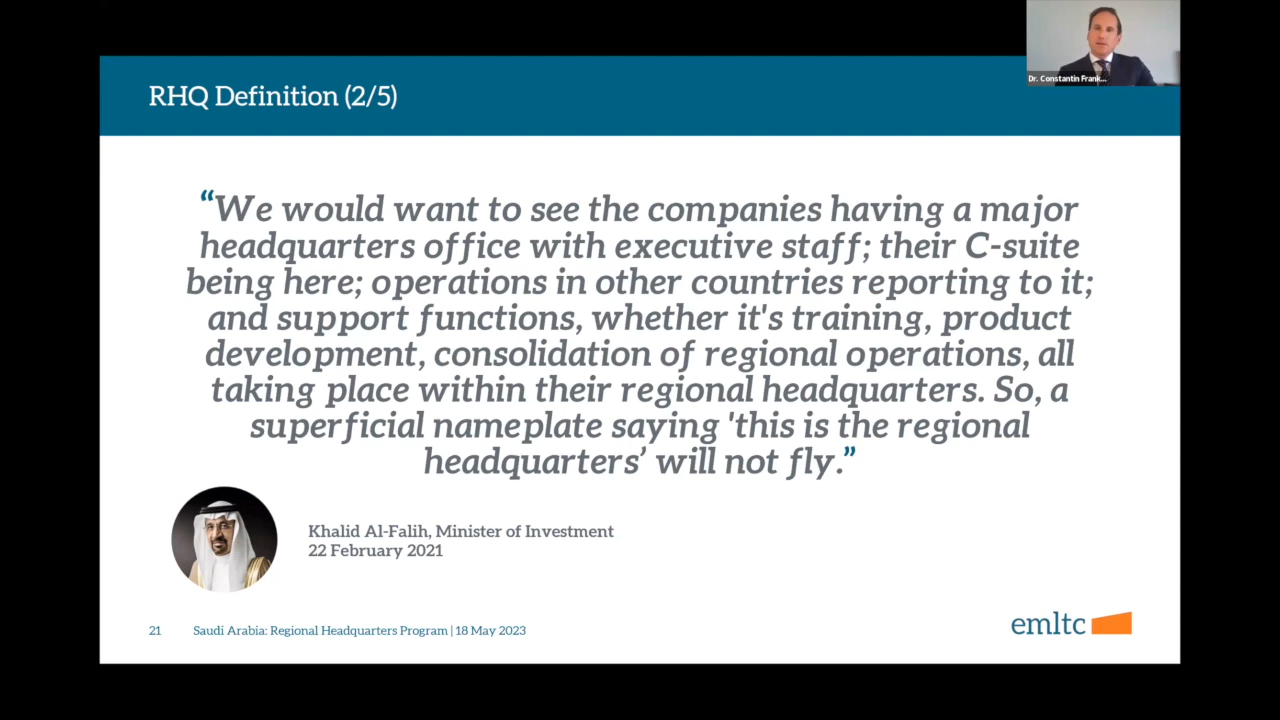 Dr. Constantin Frank...
RHQ Definition (2/5)
“We would want to see the companies having a major
headquarters office with executive staff; their C-suite
being here; operations in other countries reporting to it;
and support functions, whether it's training, product
development, consolidation of regional operations, all
taking place within their regional headquarters. So, a
superficial nameplate saying 'this is the regional
headquarters’ will not fly.”
Khalid Al-Falih, Minister of Investment
22 February 2021
21 Saudi Arabia: Regional Headquarters Program | 18 May 2023
emltc